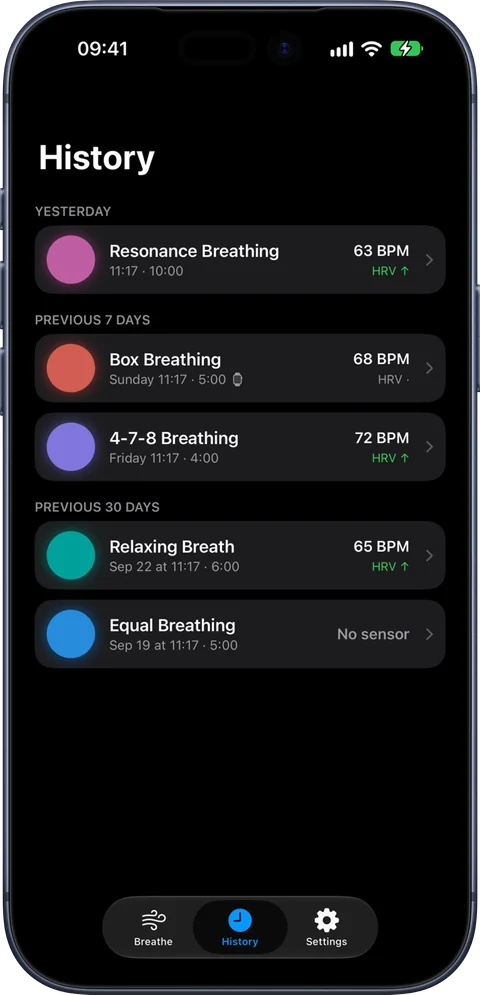 09:41
History
YESTERDAY
Resonance Breathing
63 BPM
11:17 · 10:00
HRV ↑
PREVIOUS 7 DAYS
Box Breathing
68 BPM
Sunday 11:17 · 5:00
HRV ·
4-7-8 Breathing
72 BPM
Friday 11:17 · 4:00
HRV ↑
PREVIOUS 30 DAYS
Relaxing Breath
65 BPM
Sep 22 at 11:17 · 6:00
HRV ↑
Equal Breathing
No sensor
Sep 19 at 11:17 · 5:00
Breathe
History
Settings